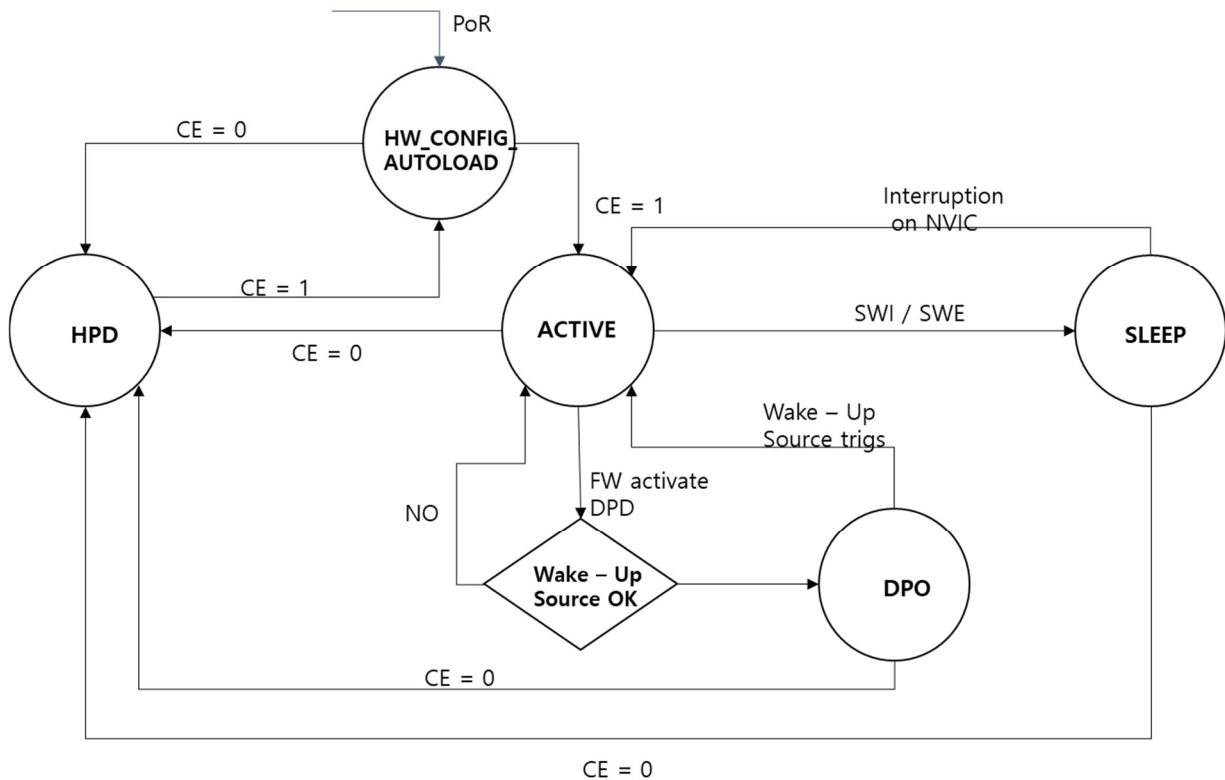 PoR
CE = 0
HW_CONFIG_
AUTOLOAD
CE = 1
Interruption
on NVIC
CE = 1
HPD
CE = 0
ACTIVE
SWI / SWE
SLEEP
Wake – Up
Source trigs
FW activate
DPD
NO
Wake – Up
Source OK
DPO
CE = 0
CE = 0